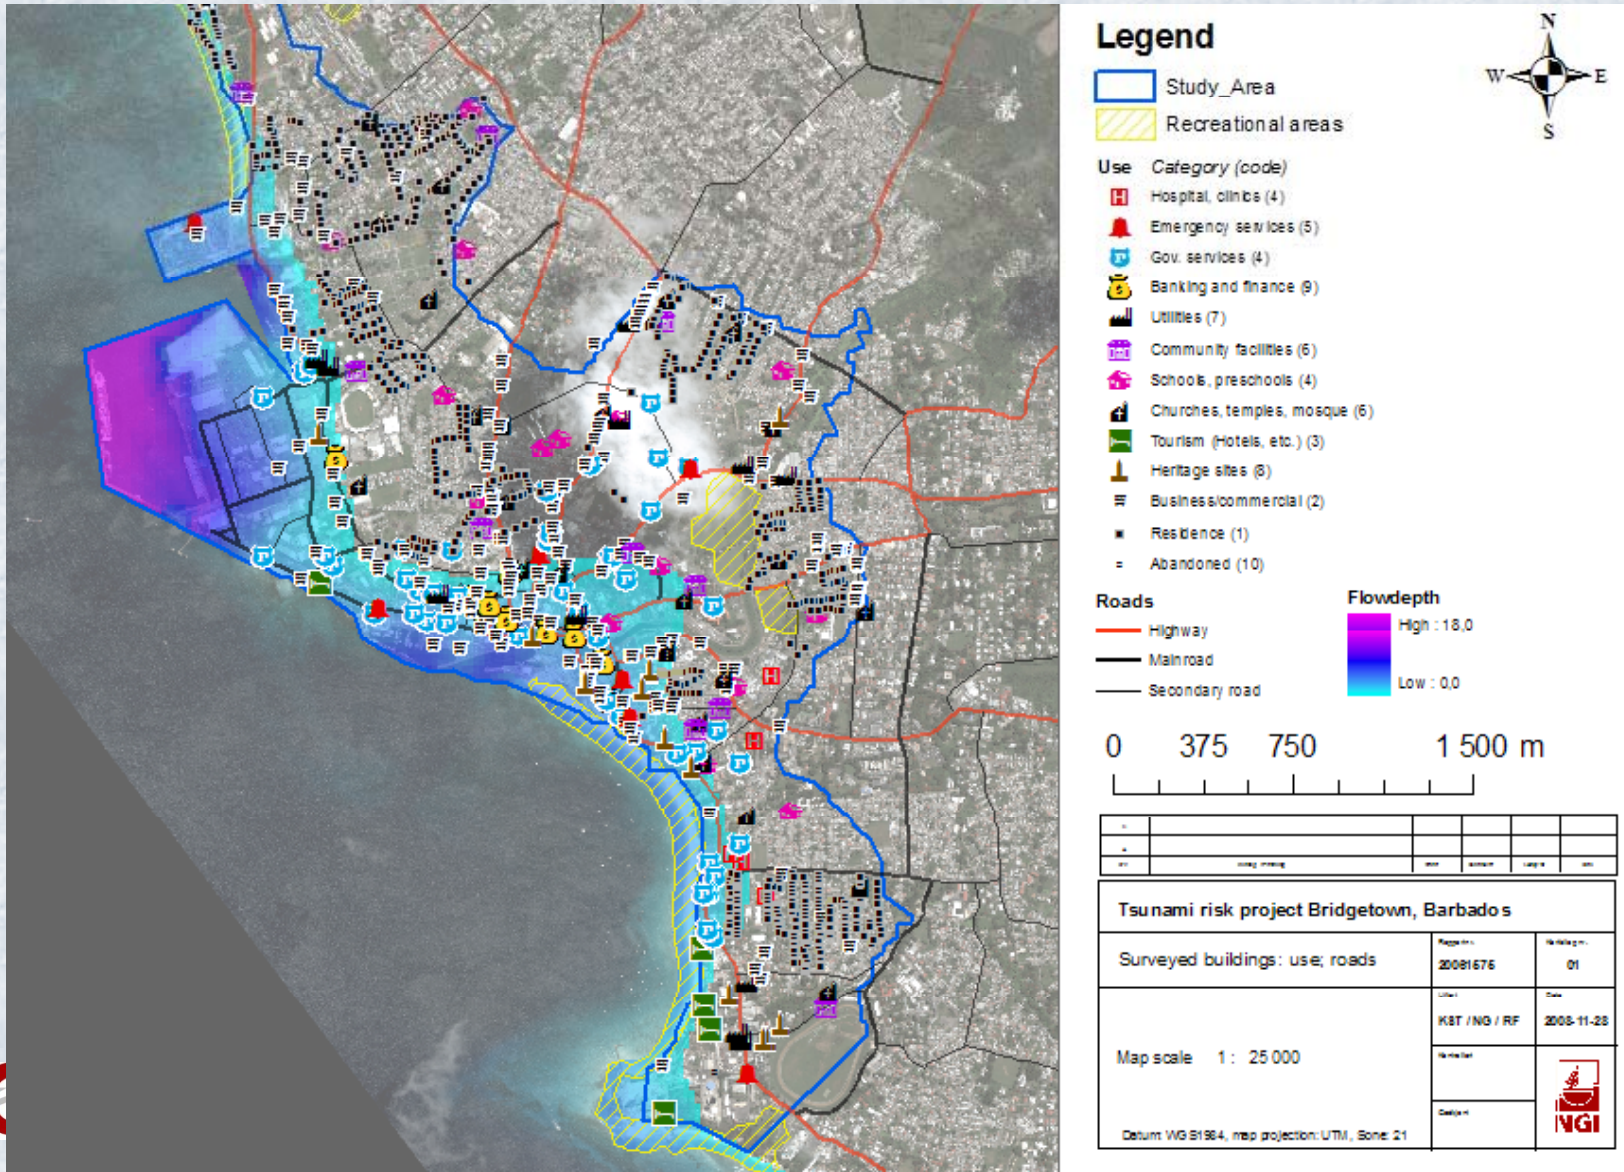 Legend
N
W E
S
Study_Area
Recreational areas
Use Category (code)
Hospital, clinics (4)
Emergency services (5)
Gov. services (4)
Banking and finance (9)
Utilities (7)
Community facilities (6)
Schools, preschools (4)
Churches, temples, mosque (6)
Tourism (Hotels, etc.) (3)
Heritage sites (8)
Business/commercial (2)
Residence (1)
Abandoned (10)
Roads
Highway
Main road
Secondary road
Flowdepth
High : 18,0
Low : 0,0
0 375 750 1 500 m
Tsunami risk project Bridgetown, Barbados
Surveyed buildings: use; roads
20081575
01
KST / NG / RF
2008-11-28
Map scale 1 : 25 000
Datum: WGS1984, map projection: UTM, Sone: 21
NGI